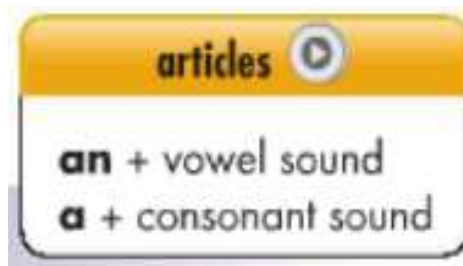 articles
an + vowel sound
a + consonant sound